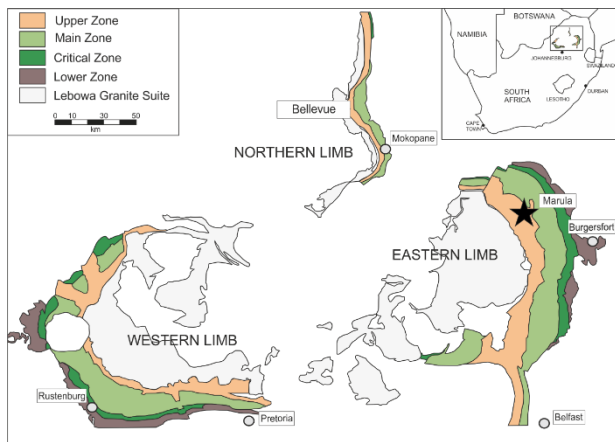 Upper Zone
Main Zone
Critical Zone
Lower Zone
Lebowa Granite Suite
10 0 10 30 50
km
BOTSWANA
NAMIBIA
JOHANNESBURG
SWAZILAND
SOUTH
AFRICA
LESOTHO
DURBAN
CAPE
TOWN
Bellevue
Mokopane
NORTHERN LIMB
Marula
Burgersfort
EASTERN LIMB
WESTERN LIMB
Rustenburg
Pretoria
Belfast